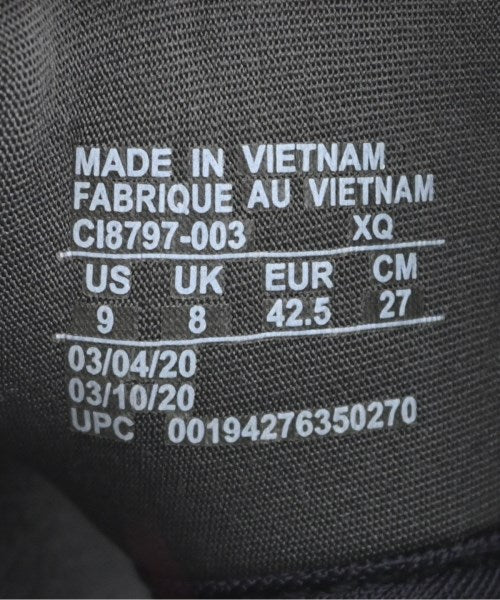 MADE IN VIETNAM
FABRIQUE AU VIETNAM
CI8797-003 XQ
US UK EUR CM
9 8 42.5 27
03/04/20
03/10/20
UPC 00194276350270